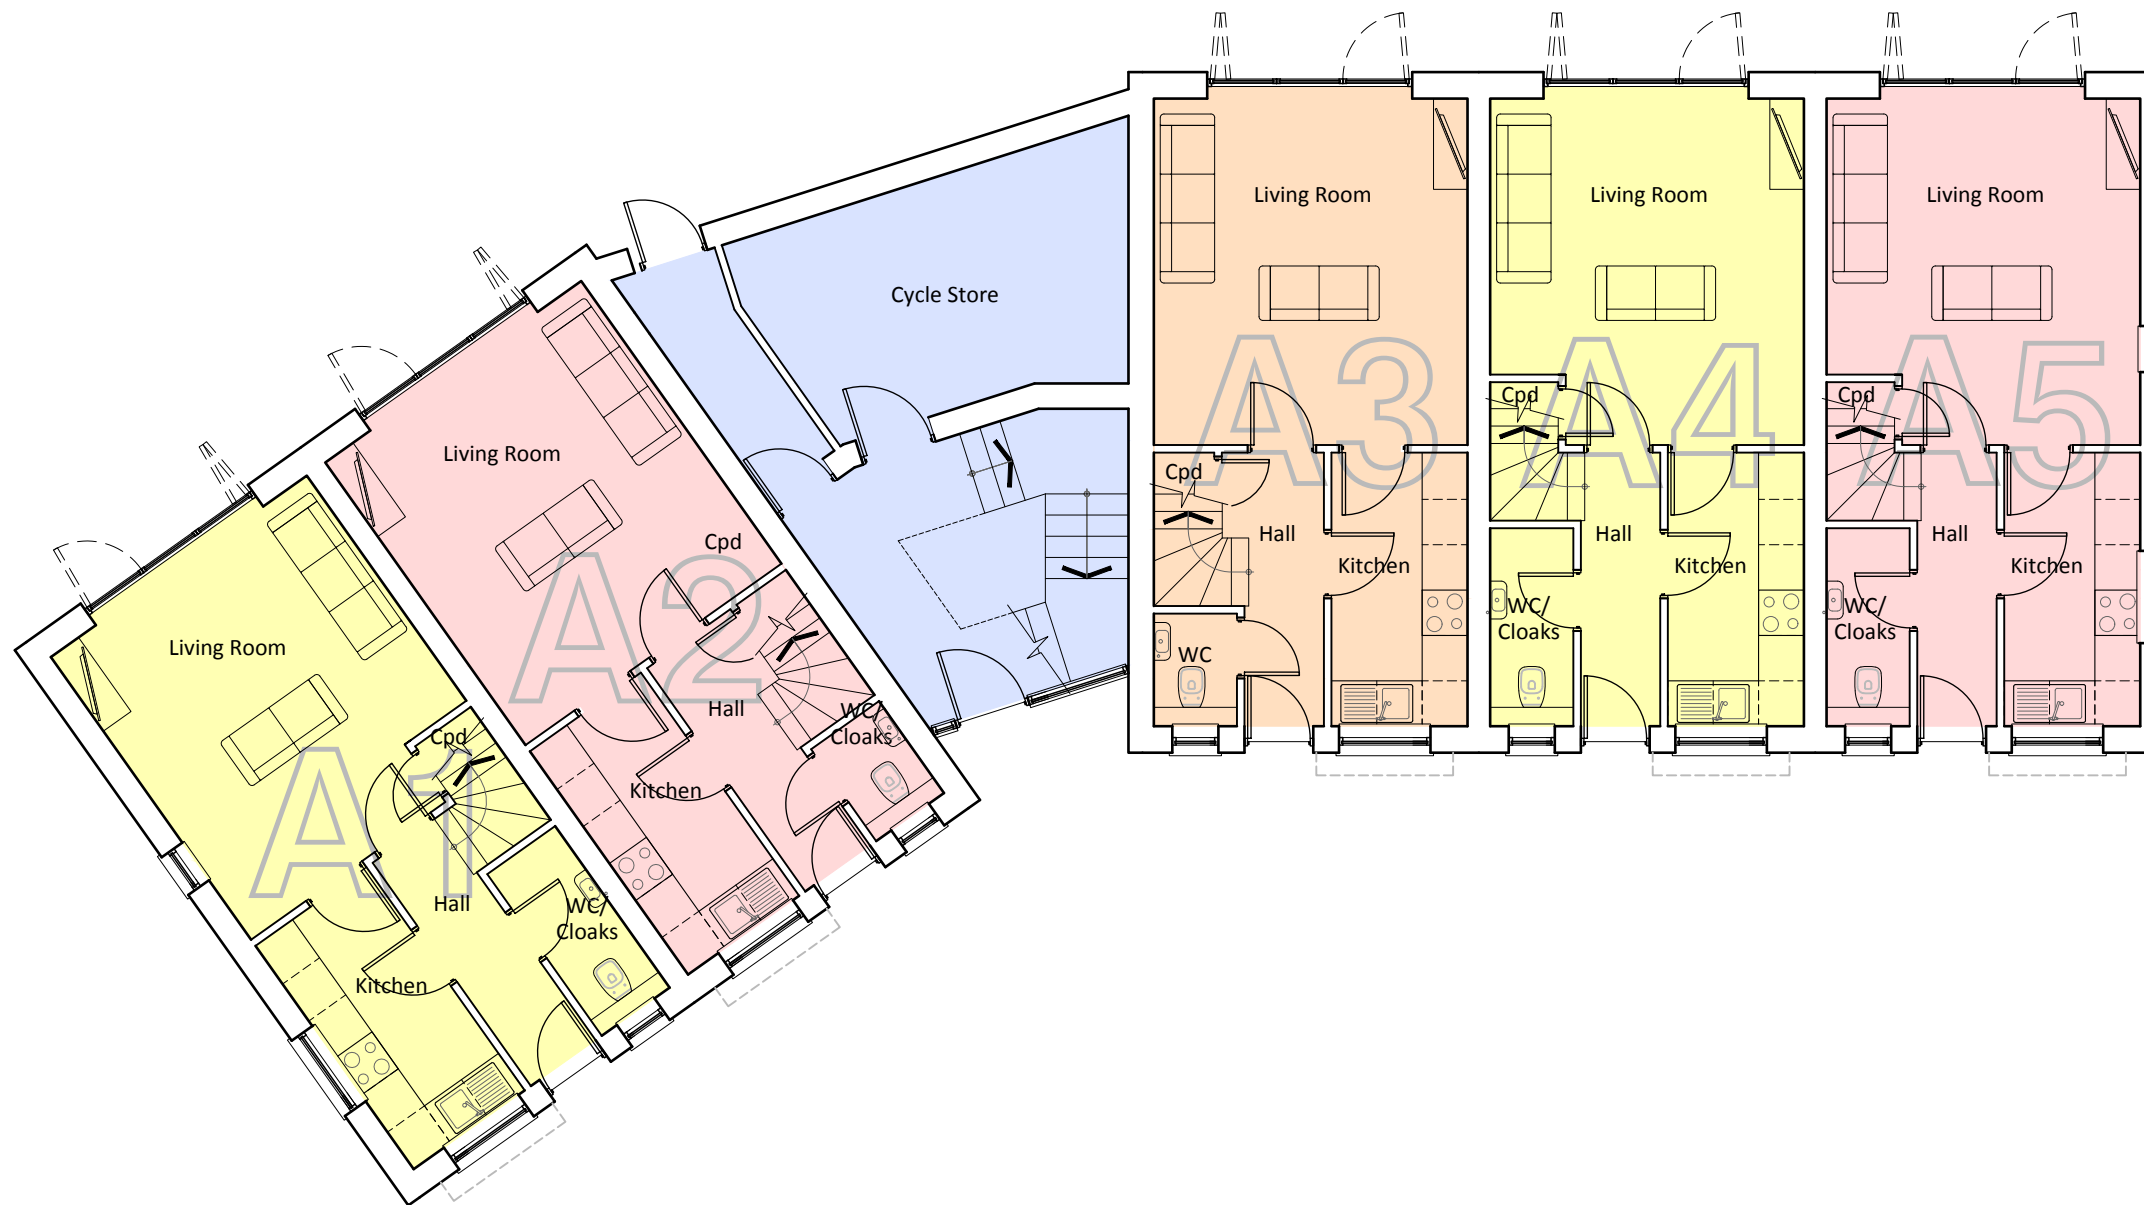 A1
Living Room
Cpd
Hall
WC/
Cloaks
Kitchen
A2
Living Room
Cpd
Hall
WC/
Cloaks
Kitchen
Cycle Store
A3
Living Room
Cpd
Hall
Kitchen
WC
A4
Living Room
Cpd
Hall
Kitchen
WC/
Cloaks
A5
Living Room
Cpd
Hall
Kitchen
WC/
Cloaks